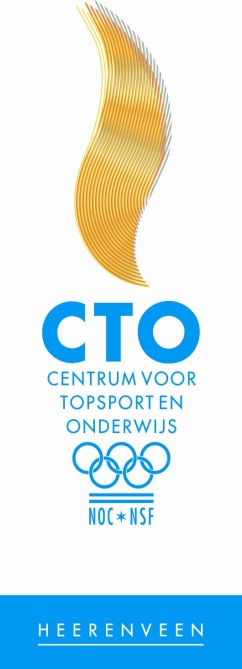 CTO
CENTRUM VOOR
TOPSPORT EN
ONDERWIJS
NOC*NSF
HEERENVEEN